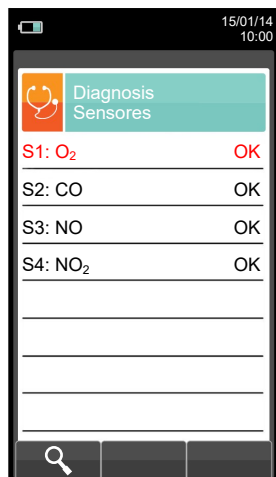 15/01/14
10:00
Diagnosis
Sensores
S1: O₂ OK
S2: CO OK
S3: NO OK
S4: NO₂ OK